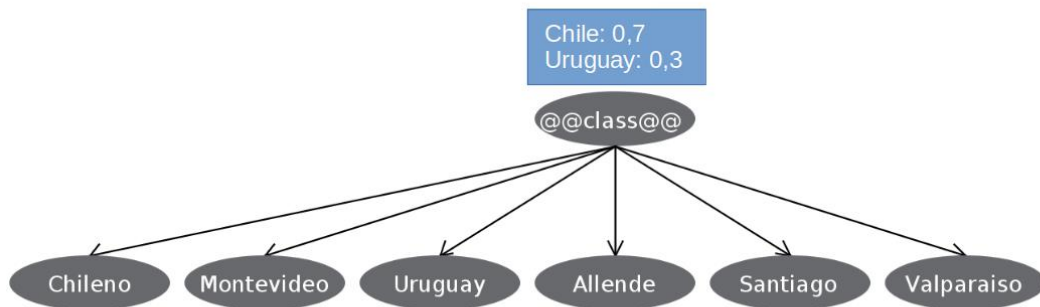 Chile: 0,7
Uruguay: 0,3
@@class@@
Chileno
Montevideo
Uruguay
Allende
Santiago
Valparaiso